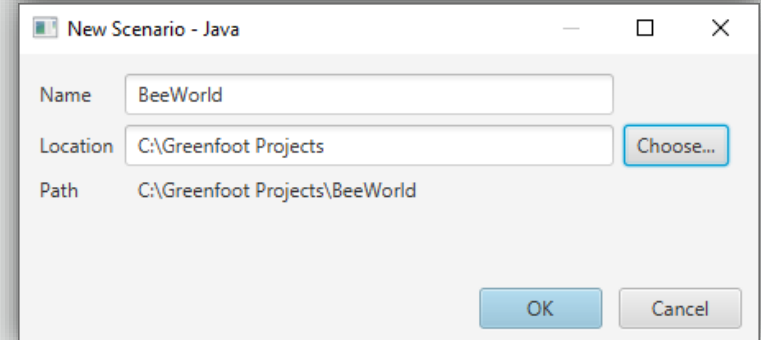 New Scenario - Java
Name BeeWorld
Location C:\Greenfoot Projects Choose...
Path C:\Greenfoot Projects\BeeWorld
OK Cancel